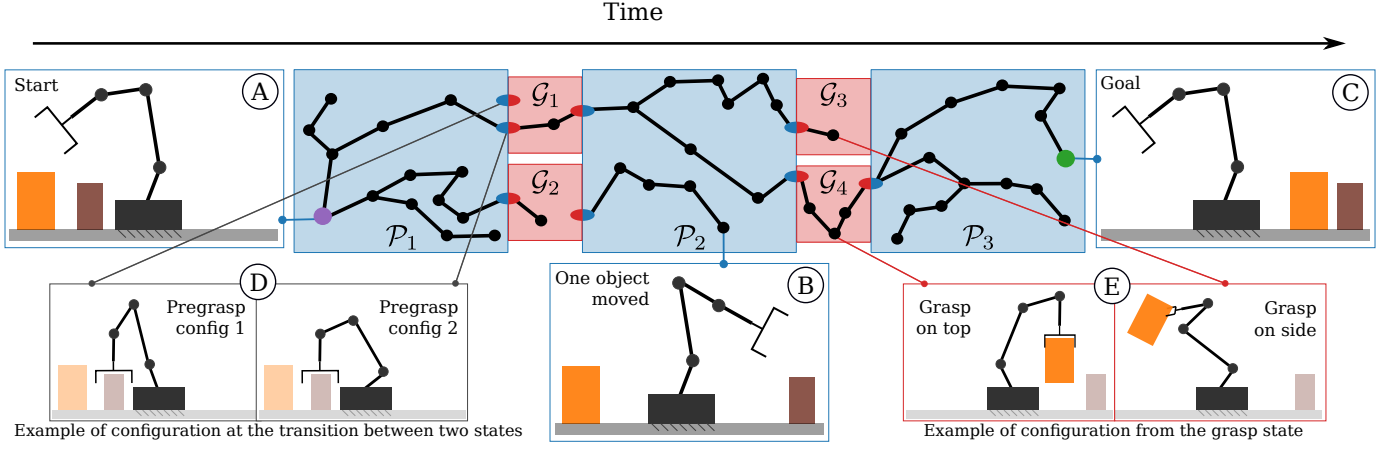 Time
Start
A
𝒢₁
𝒢₃
Goal
C
𝒢₂
𝒢₄
𝒫₁
𝒫₂
𝒫₃
D
Pregrasp
config 1
Pregrasp
config 2
One object
moved
B
E
Grasp
on top
Grasp
on side
Example of configuration at the transition between two states
Example of configuration from the grasp state